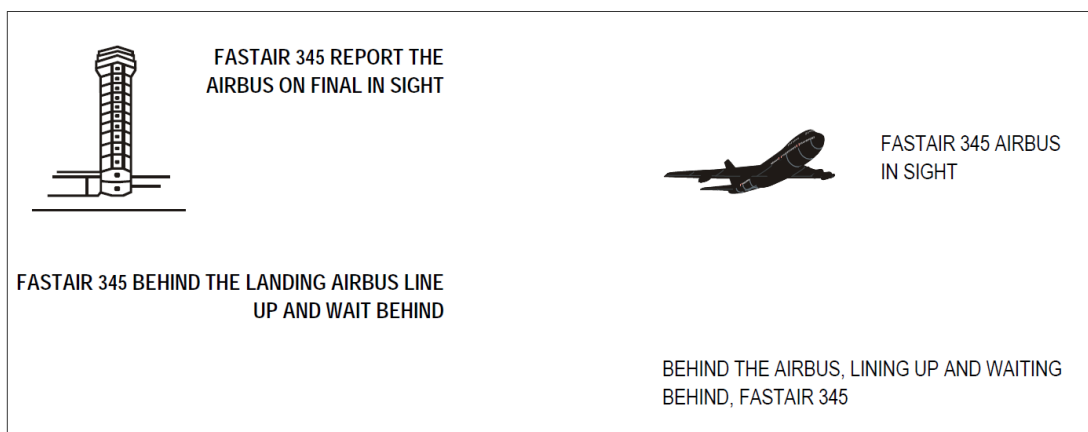 FASTAIR 345 REPORT THE
AIRBUS ON FINAL IN SIGHT
FASTAIR 345 AIRBUS
IN SIGHT
FASTAIR 345 BEHIND THE LANDING AIRBUS LINE
UP AND WAIT BEHIND
BEHIND THE AIRBUS, LINING UP AND WAITING
BEHIND, FASTAIR 345